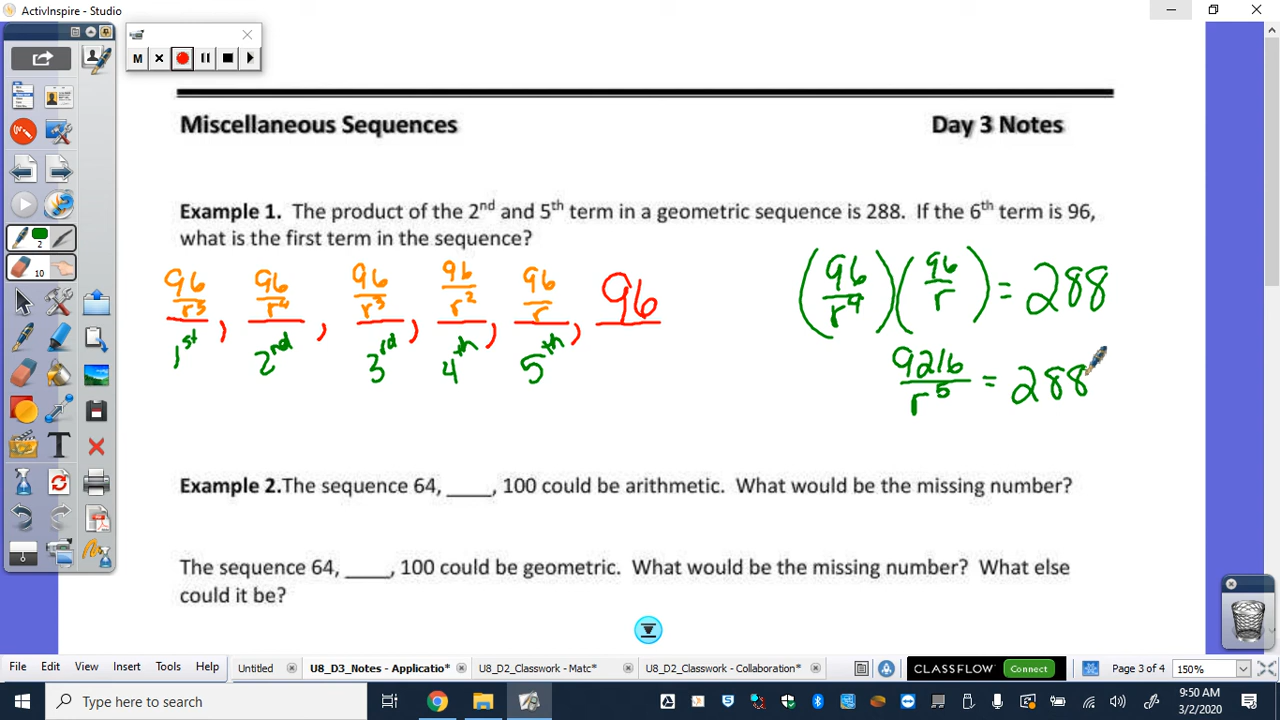 ActivInspire - Studio
M
Miscellaneous Sequences Day 3 Notes
Example 1. The product of the 2nd and 5th term in a geometric sequence is 288. If the 6th term is 96,
what is the first term in the sequence?
96/r⁵, 96/r⁴, 96/r³, 96/r², 96/r, 96
1st 2nd 3rd 4th 5th
(96/r⁴)(96/r) = 288
9216/r⁵ = 288
Example 2.The sequence 64, ____, 100 could be arithmetic. What would be the missing number?
The sequence 64, ____, 100 could be geometric. What would be the missing number? What else
could it be?
2
10
File Edit View Insert Tools Help Untitled U8_D3_Notes - Applicatio* U8_D2_Classwork - Matc* U8_D2_Classwork - Collaboration* CLASSFLOW Connect Page 3 of 4 150%
Type here to search
9:50 AM
3/2/2020